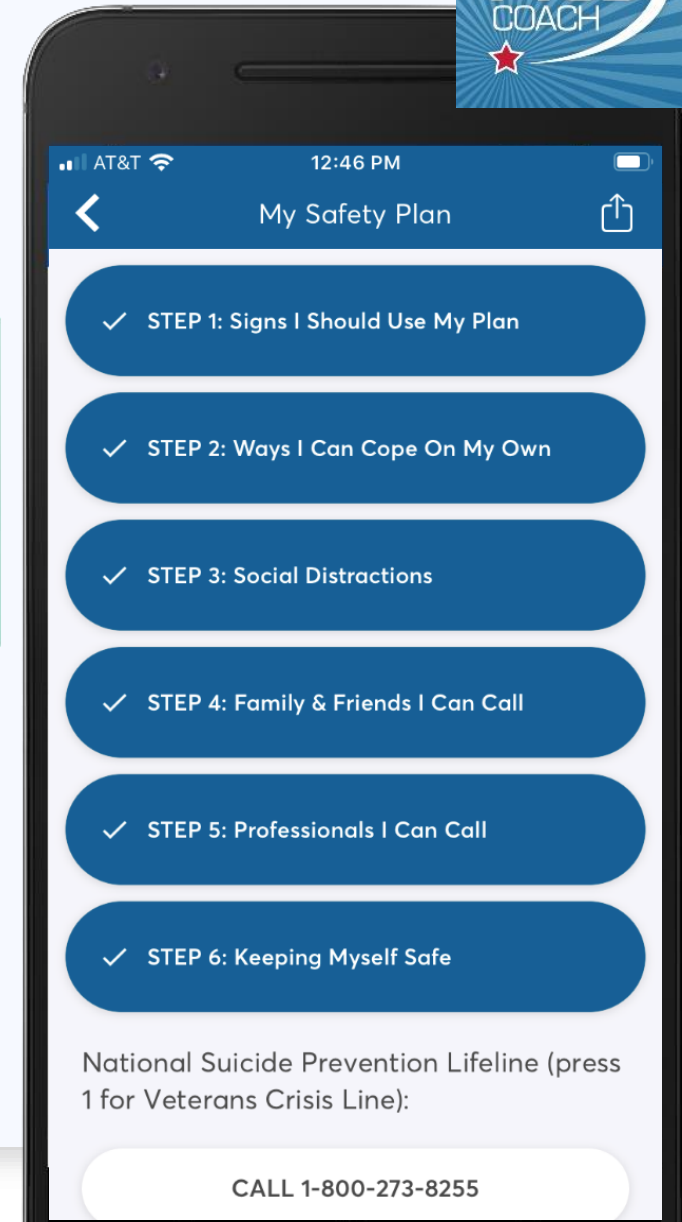 COACH
AT&T
12:46 PM
My Safety Plan
STEP 1: Signs I Should Use My Plan
STEP 2: Ways I Can Cope On My Own
STEP 3: Social Distractions
STEP 4: Family & Friends I Can Call
STEP 5: Professionals I Can Call
STEP 6: Keeping Myself Safe
National Suicide Prevention Lifeline (press
1 for Veterans Crisis Line):
CALL 1-800-273-8255